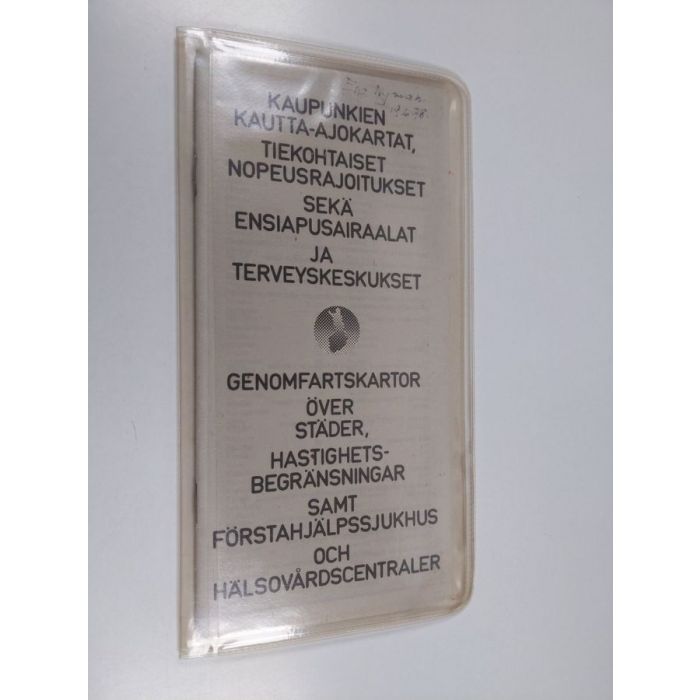 KAUPUNKIEN
KAUTTA-AJOKARTAT,
TIEKOHTAISET
NOPEUSRAJOITUKSET
SEKÄ
ENSIAPUSAIRAALAT
JA
TERVEYSKESKUKSET
GENOMFARTSKARTOR
ÖVER
STÄDER,
HASTIGHETS-
BEGRÄNSNINGAR
SAMT
FÖRSTAHJÄLPSSJUKHUS
OCH
HÄLSOVÅRDSCENTRALER